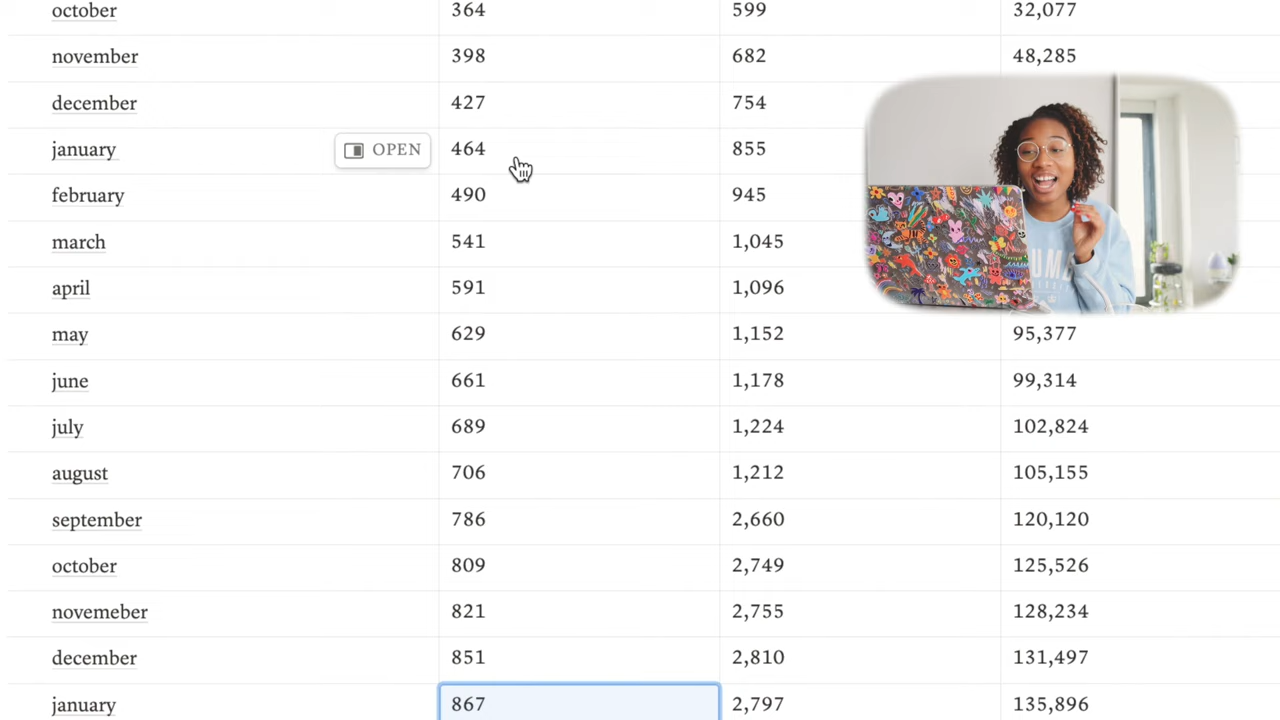 october 364 599 32,077
november 398 682 48,285
december 427 754
january OPEN 464 855
february 490 945
march 541 1,045
april 591 1,096
may 629 1,152 95,377
june 661 1,178 99,314
july 689 1,224 102,824
august 706 1,212 105,155
september 786 2,660 120,120
october 809 2,749 125,526
novemeber 821 2,755 128,234
december 851 2,810 131,497
january 867 2,797 135,896